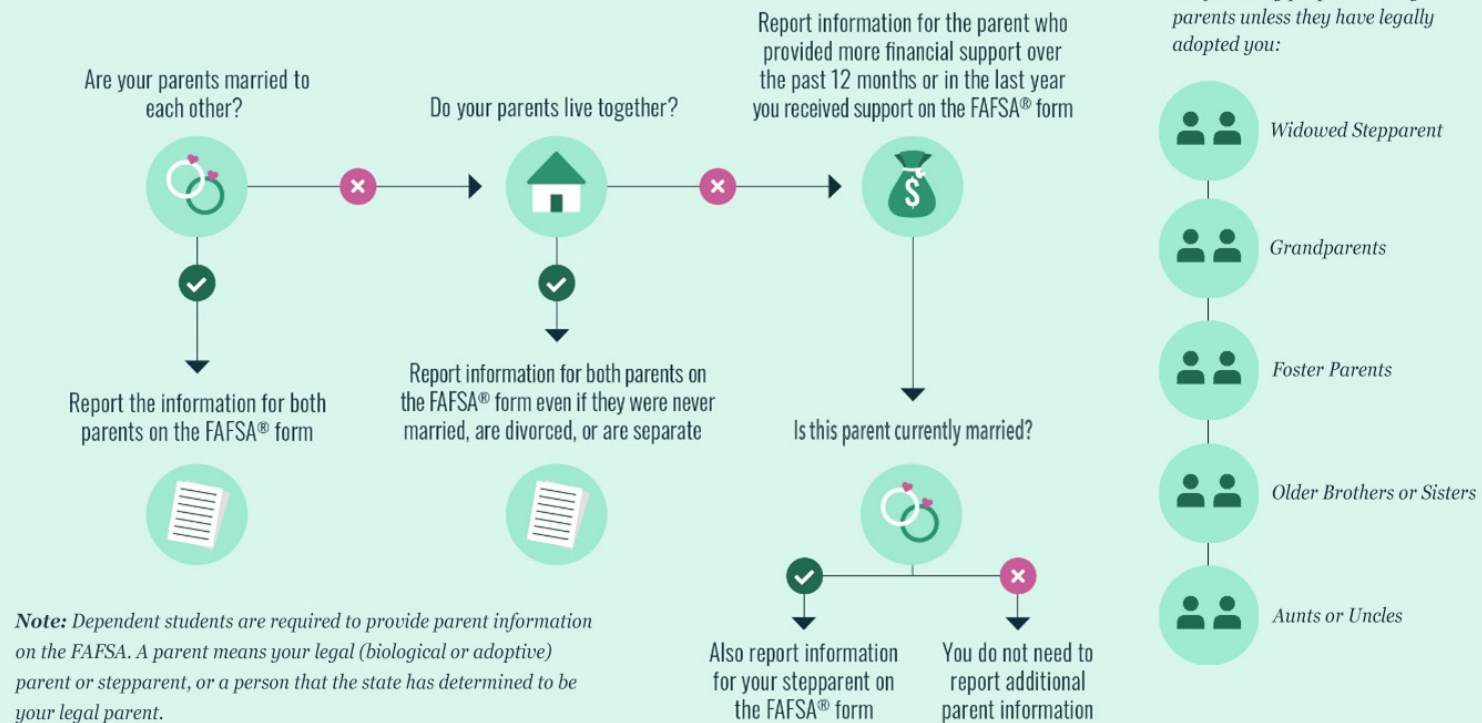 Are your parents married to
each other?
Do your parents live together?
Report information for the parent who
provided more financial support over
the past 12 months or in the last year
you received support on the FAFSA® form
Report the information for both
parents on the FAFSA® form
Report information for both parents on
the FAFSA® form even if they were never
married, are divorced, or are separate
Is this parent currently married?
$
Also report information
for your stepparent on
the FAFSA® form
You do not need to
report additional
parent information
Note: Dependent students are required to provide parent information
on the FAFSA. A parent means your legal (biological or adoptive)
parent or stepparent, or a person that the state has determined to be
your legal parent.
parents unless they have legally
adopted you:
Widowed Stepparent
Grandparents
Foster Parents
Older Brothers or Sisters
Aunts or Uncles